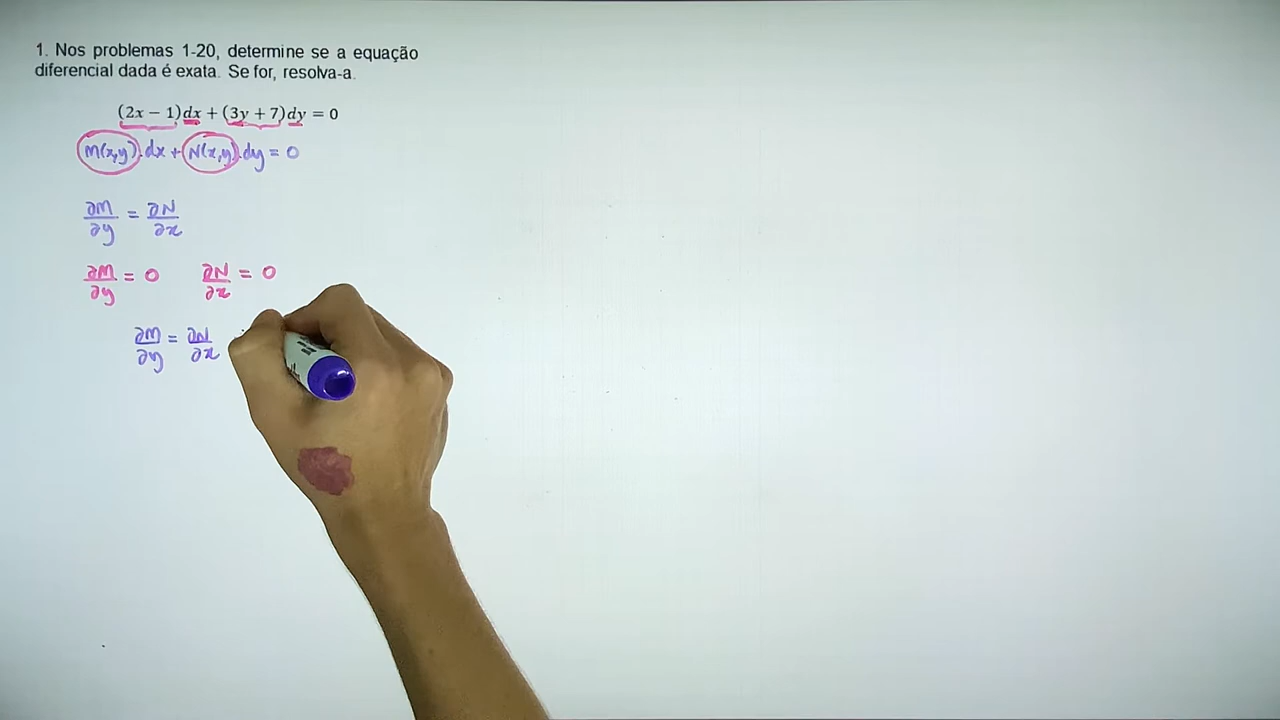 1. Nos problemas 1-20, determine se a equação
diferencial dada é exata. Se for, resolva-a.
(2x − 1)dx + (3y + 7)dy = 0
M(x,y).dx + N(x,y).dy = 0
∂M/∂y = ∂N/∂x
∂M/∂y = 0 ∂N/∂x = 0
∂M/∂y = ∂N/∂x